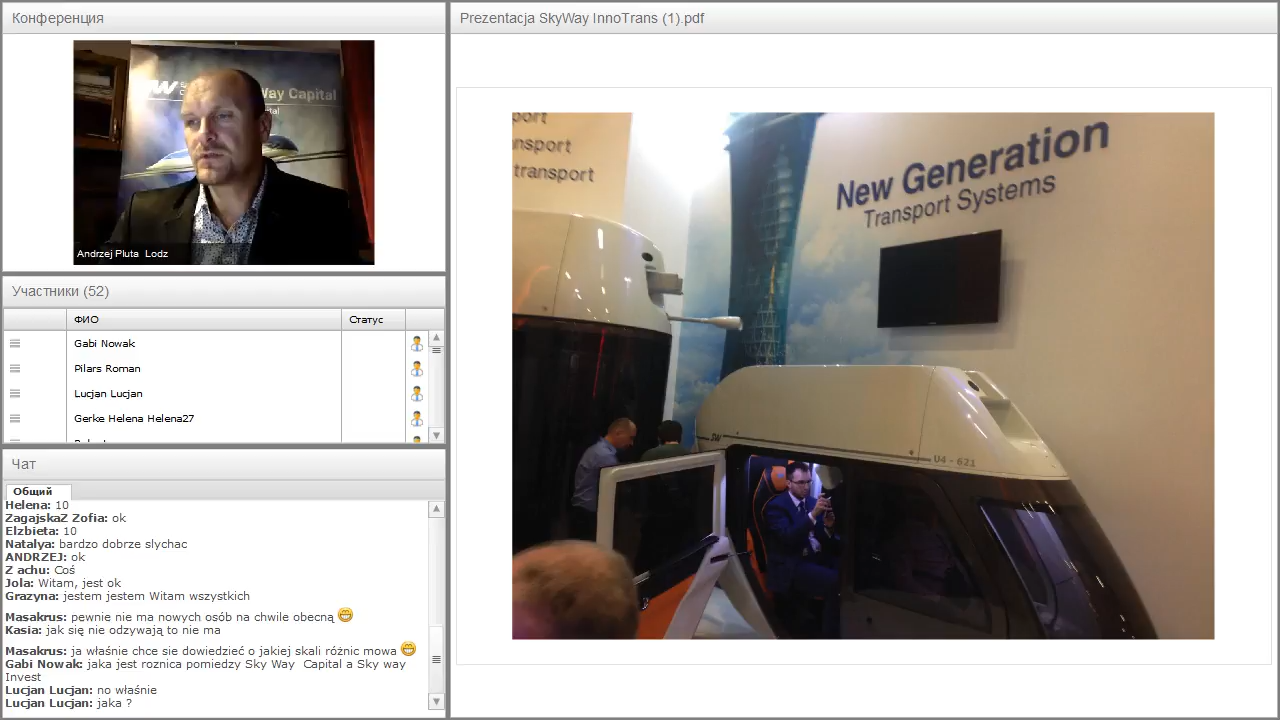 Конференция
Way Capital
Andrzej Pluta Lodz
Участники (52)
ФИО Статус
Gabi Nowak
Pilars Roman
Lucjan Lucjan
Gerke Helena Helena27
Чат
Общий
Helena: 10
ZagajskaZ Zofia: ok
Elzbieta: 10
Natalya: bardzo dobrze slychac
ANDRZEJ: ok
Z achu: Coś
Jola: Witam, jest ok
Grazyna: jestem jestem Witam wszystkich
Masakrus: pewnie nie ma nowych osób na chwile obecną
Kasia: jak się nie odzywają to nie ma
Masakrus: ja właśnie chce sie dowiedzieć o jakiej skali różnic mowa
Gabi Nowak: jaka jest roznica pomiedzy Sky Way Capital a Sky way
Invest
Lucjan Lucjan: no właśnie
Lucjan Lucjan: jaka ?
Prezentacja SkyWay InnoTrans (1).pdf
port
nsport
transport
New Generation
Transport Systems
SW
U4 - 621